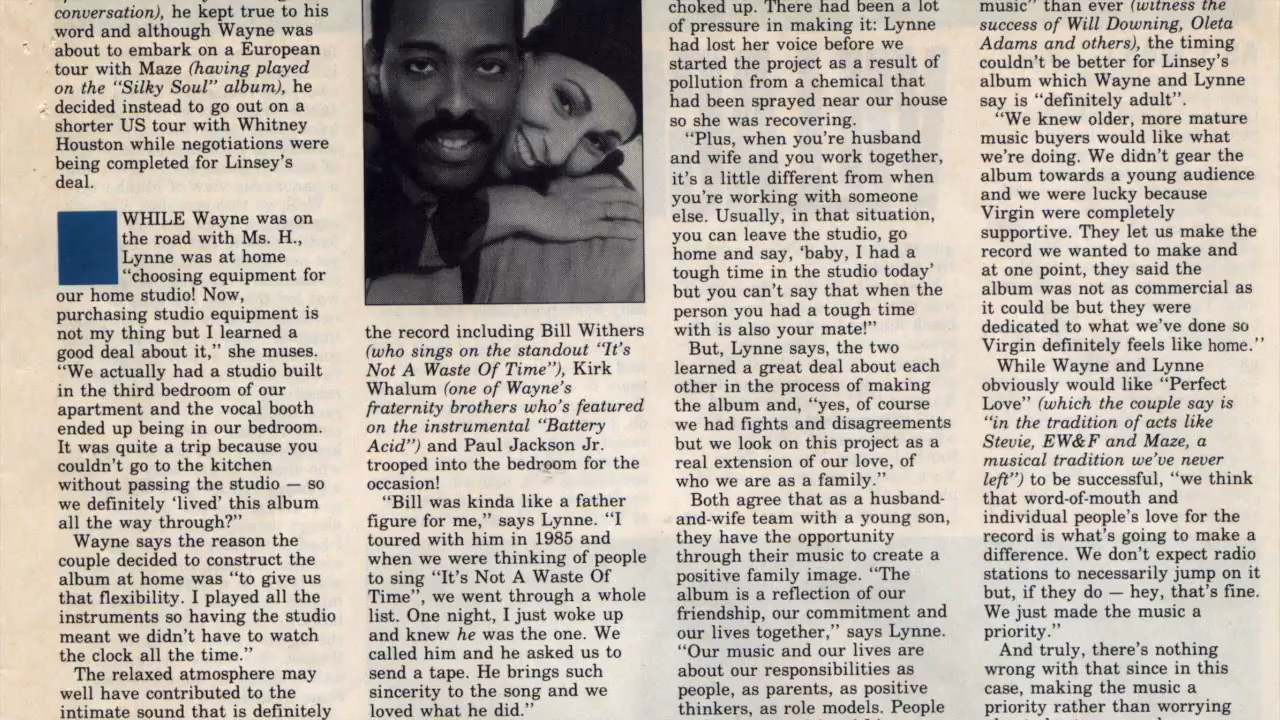 conversation), he kept true to his
word and although Wayne was
about to embark on a European
tour with Maze (having played
on the “Silky Soul” album), he
decided instead to go out on a
shorter US tour with Whitney
Houston while negotiations were
being completed for Linsey’s
deal.
WHILE Wayne was on
the road with Ms. H.,
Lynne was at home
“choosing equipment for
our home studio! Now,
purchasing studio equipment is
not my thing but I learned a
good deal about it,” she muses.
“We actually had a studio built
in the third bedroom of our
apartment and the vocal booth
ended up being in our bedroom.
It was quite a trip because you
couldn’t go to the kitchen
without passing the studio — so
we definitely ‘lived’ this album
all the way through?”
Wayne says the reason the
couple decided to construct the
album at home was “to give us
that flexibility. I played all the
instruments so having the studio
meant we didn’t have to watch
the clock all the time.”
The relaxed atmosphere may
well have contributed to the
intimate sound that is definitely
the record including Bill Withers
(who sings on the standout “It’s
Not A Waste Of Time”), Kirk
Whalum (one of Wayne’s
fraternity brothers who’s featured
on the instrumental “Battery
Acid”) and Paul Jackson Jr.
trooped into the bedroom for the
occasion!
“Bill was kinda like a father
figure for me,” says Lynne. “I
toured with him in 1985 and
when we were thinking of people
to sing “It’s Not A Waste Of
Time”, we went through a whole
list. One night, I just woke up
and knew he was the one. We
called him and he asked us to
send a tape. He brings such
sincerity to the song and we
loved what he did.”
choked up. There had been a lot
of pressure in making it: Lynne
had lost her voice before we
started the project as a result of
pollution from a chemical that
had been sprayed near our house
so she was recovering.
“Plus, when you’re husband
and wife and you work together,
it’s a little different from when
you’re working with someone
else. Usually, in that situation,
you can leave the studio, go
home and say, ‘baby, I had a
tough time in the studio today’
but you can’t say that when the
person you had a tough time
with is also your mate!”
But, Lynne says, the two
learned a great deal about each
other in the process of making
the album and, “yes, of course
we had fights and disagreements
but we look on this project as a
real extension of our love, of
who we are as a family.”
Both agree that as a husband-
and-wife team with a young son,
they have the opportunity
through their music to create a
positive family image. “The
album is a reflection of our
friendship, our commitment and
our lives together,” says Lynne.
“Our music and our lives are
about our responsibilities as
people, as parents, as positive
thinkers, as role models. People
music” than ever (witness the
success of Will Downing, Oleta
Adams and others), the timing
couldn’t be better for Linsey’s
album which Wayne and Lynne
say is “definitely adult”.
“We knew older, more mature
music buyers would like what
we’re doing. We didn’t gear the
album towards a young audience
and we were lucky because
Virgin were completely
supportive. They let us make the
record we wanted to make and
at one point, they said the
album was not as commercial as
it could be but they were
dedicated to what we’ve done so
Virgin definitely feels like home.”
While Wayne and Lynne
obviously would like “Perfect
Love” (which the couple say is
“in the tradition of acts like
Stevie, EW&F and Maze, a
musical tradition we’ve never
left”) to be successful, “we think
that word-of-mouth and
individual people’s love for the
record is what’s going to make a
difference. We don’t expect radio
stations to necessarily jump on it
but, if they do — hey, that’s fine.
We just made the music a
priority.”
And truly, there’s nothing
wrong with that since in this
case, making the music a
priority rather than worrying